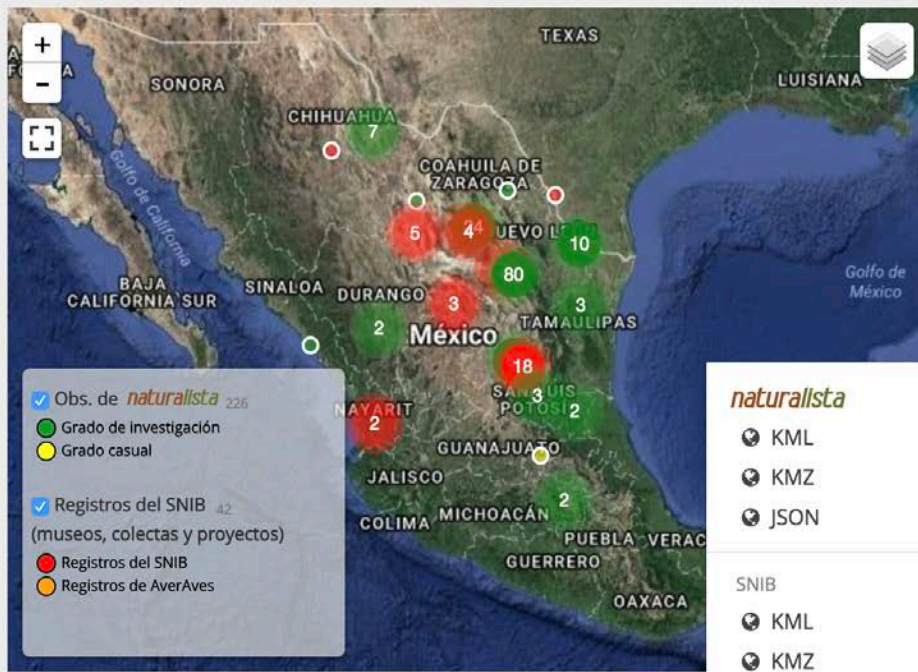 TEXAS
+
-
SONORA
LUISIANA
CHIHUAHUA
7
COAHUILA DE
ZARAGOZA
Golfo de California
5
4
24
10
80
BAJA
CALIFORNIA SUR
SINALOA
DURANGO
3
3
2
México
TAMAULIPAS
Golfo de
México
18
SAN LUIS
POTOSÍ
3
2
NAYARIT
2
GUANAJUATO
JALISCO
2
COLIMA
MICHOACÁN
PUEBLA
VERAC
GUERRERO
OAXACA
Obs. de naturalista 226
Grado de investigación
Grado casual
Registros del SNIB 42
(museos, colectas y proyectos)
Registros del SNIB
Registros de AverAves
naturalista
KML
KMZ
JSON
SNIB
KML
KMZ